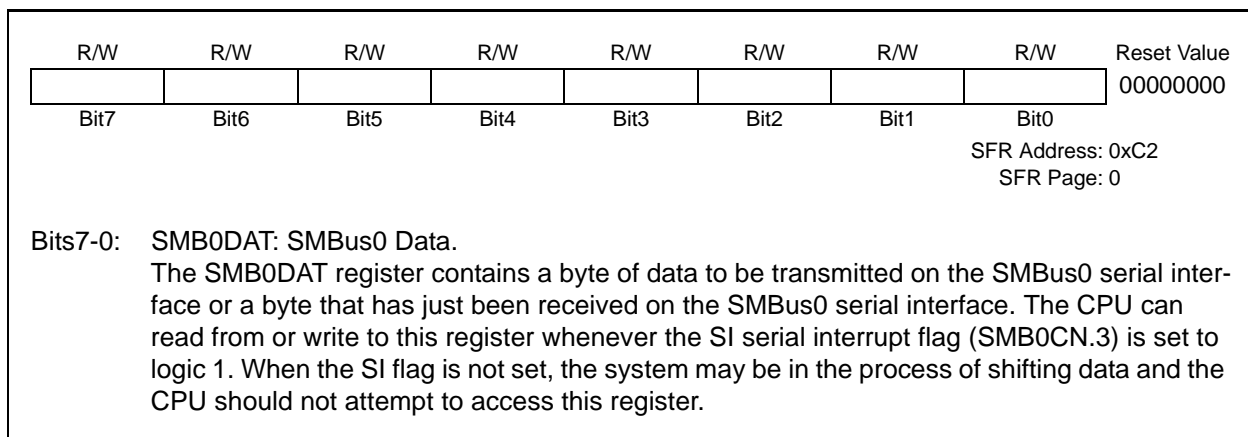 R/W R/W R/W R/W R/W R/W R/W R/W Reset Value
00000000
Bit7 Bit6 Bit5 Bit4 Bit3 Bit2 Bit1 Bit0
SFR Address: 0xC2
SFR Page: 0
Bits7-0: SMB0DAT: SMBus0 Data.
The SMB0DAT register contains a byte of data to be transmitted on the SMBus0 serial inter-
face or a byte that has just been received on the SMBus0 serial interface. The CPU can
read from or write to this register whenever the SI serial interrupt flag (SMB0CN.3) is set to
logic 1. When the SI flag is not set, the system may be in the process of shifting data and the
CPU should not attempt to access this register.